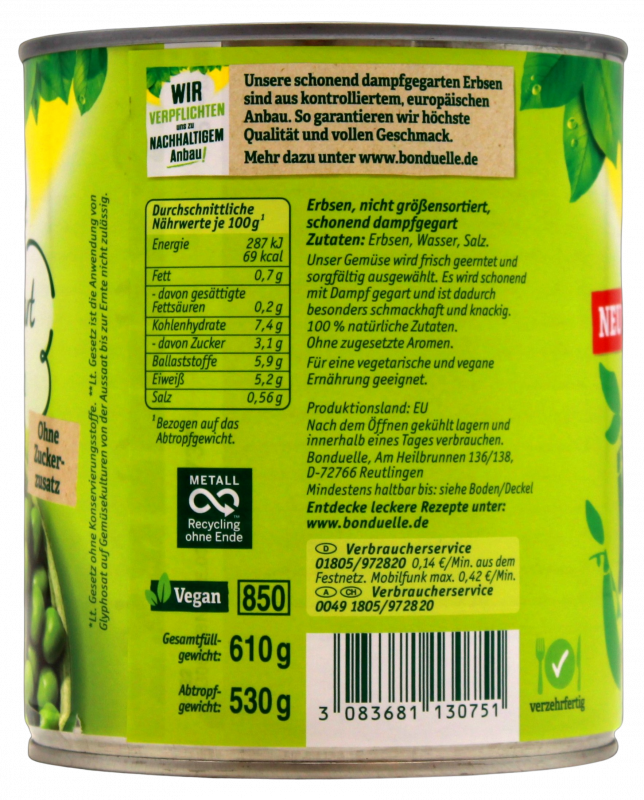 WIR
VERPFLICHTEN
uns zu
NACHHALTIGEM
Anbau!
Unsere schonend dampfgegarten Erbsen
sind aus kontrolliertem, europäischen
Anbau. So garantieren wir höchste
Qualität und vollen Geschmack.
Mehr dazu unter www.bonduelle.de
*Lt. Gesetz ohne Konservierungsstoffe. **Lt. Gesetz ist die Anwendung von
Glyphosat auf Gemüsekulturen von der Aussaat bis zur Ernte nicht zulässig.
Ohne
Zucker-
zusatz
Durchschnittliche
Nährwerte je 100g¹
Energie 287 kJ
69 kcal
Fett 0,7 g
- davon gesättigte
Fettsäuren 0,2 g
Kohlenhydrate 7,4 g
- davon Zucker 3,1 g
Ballaststoffe 5,9 g
Eiweiß 5,2 g
Salz 0,56 g
¹Bezogen auf das
Abtropfgewicht.
METALL
Recycling
ohne Ende
Vegan 850
Gesamtfüll-
gewicht: 610 g
Abtropf-
gewicht: 530 g
Erbsen, nicht größensortiert,
schonend dampfgegart
Zutaten: Erbsen, Wasser, Salz.
Unser Gemüse wird frisch geerntet und
sorgfältig ausgewählt. Es wird schonend
mit Dampf gegart und ist dadurch
besonders schmackhaft und knackig.
100 % natürliche Zutaten.
Ohne zugesetzte Aromen.
Für eine vegetarische und vegane
Ernährung geeignet.
Produktionsland: EU
Nach dem Öffnen gekühlt lagern und
innerhalb eines Tages verbrauchen.
Bonduelle, Am Heilbrunnen 136/138,
D-72766 Reutlingen
Mindestens haltbar bis: siehe Boden/Deckel
Entdecke leckere Rezepte unter:
www.bonduelle.de
D Verbraucherservice
01805/972820 0,14 €/Min. aus dem
Festnetz. Mobilfunk max. 0,42 €/Min.
A CH Verbraucherservice
0049 1805/972820
3 083681 130751
verzehrfertig